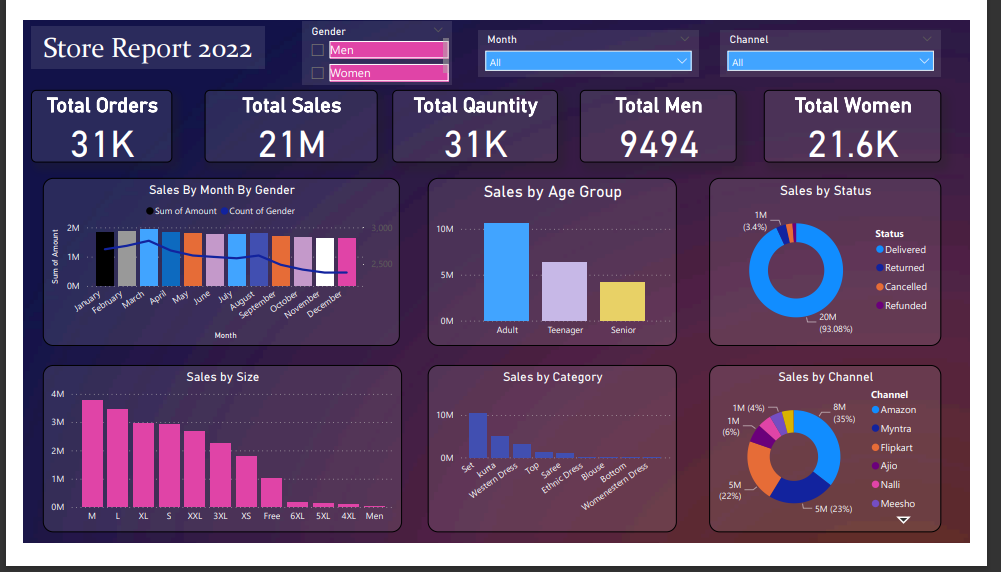 Store Report 2022
Gender
Men
Women
Month
All
Channel
All
Total Orders
31K
Total Sales
21M
Total Qauntity
31K
Total Men
9494
Total Women
21.6K
Sales By Month By Gender
Sum of Amount Count of Gender
Sum of Amount
2M
1M
0M
3,000
2,500
January
February
March
April
May
June
July
August
September
October
November
December
Month
Sales by Age Group
10M
5M
0M
Adult
Teenager
Senior
Sales by Status
1M
(3.4%)
20M
(93.08%)
Status
Delivered
Returned
Cancelled
Refunded
Sales by Size
4M
3M
2M
1M
0M
M L XL S XXL 3XL XS Free 6XL 5XL 4XL Men
Sales by Category
10M
0M
Set
kurta
Western Dress
Top
Saree
Ethnic Dress
Blouse
Bottom
Womenestern Dress
Sales by Channel
1M (4%)
1M
(6%)
5M
(22%)
8M
(35%)
5M (23%)
Channel
Amazon
Myntra
Flipkart
Ajio
Nalli
Meesho